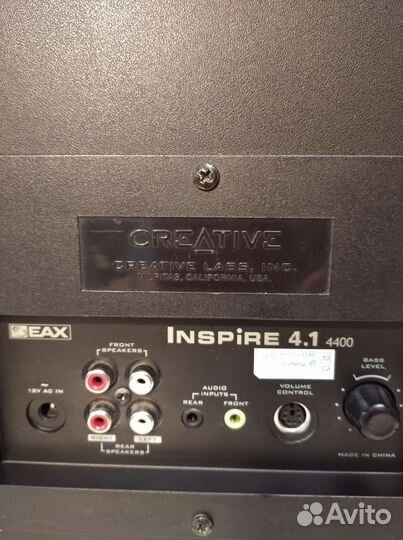 CREATIVE
CREATIVE LABS, INC.
MILPITAS, CALIFORNIA, USA.
EAX
INSPiRE 4.1 4400
FRONT
SPEAKERS
BASS
LEVEL
~
12V AC IN
AUDIO
INPUTS
REAR
FRONT
VOLUME
CONTROL
RIGHT
LEFT
REAR
SPEAKERS
MADE IN CHINA
Avito